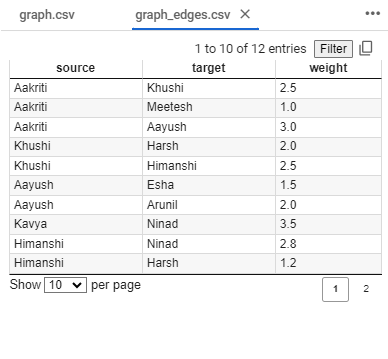 graph.csv graph_edges.csv ✕ •••
1 to 10 of 12 entries Filter
source target weight
Aakriti Khushi 2.5
Aakriti Meetesh 1.0
Aakriti Aayush 3.0
Khushi Harsh 2.0
Khushi Himanshi 2.5
Aayush Esha 1.5
Aayush Arunil 2.0
Kavya Ninad 3.5
Himanshi Ninad 2.8
Himanshi Harsh 1.2
Show 10 per page 1 2